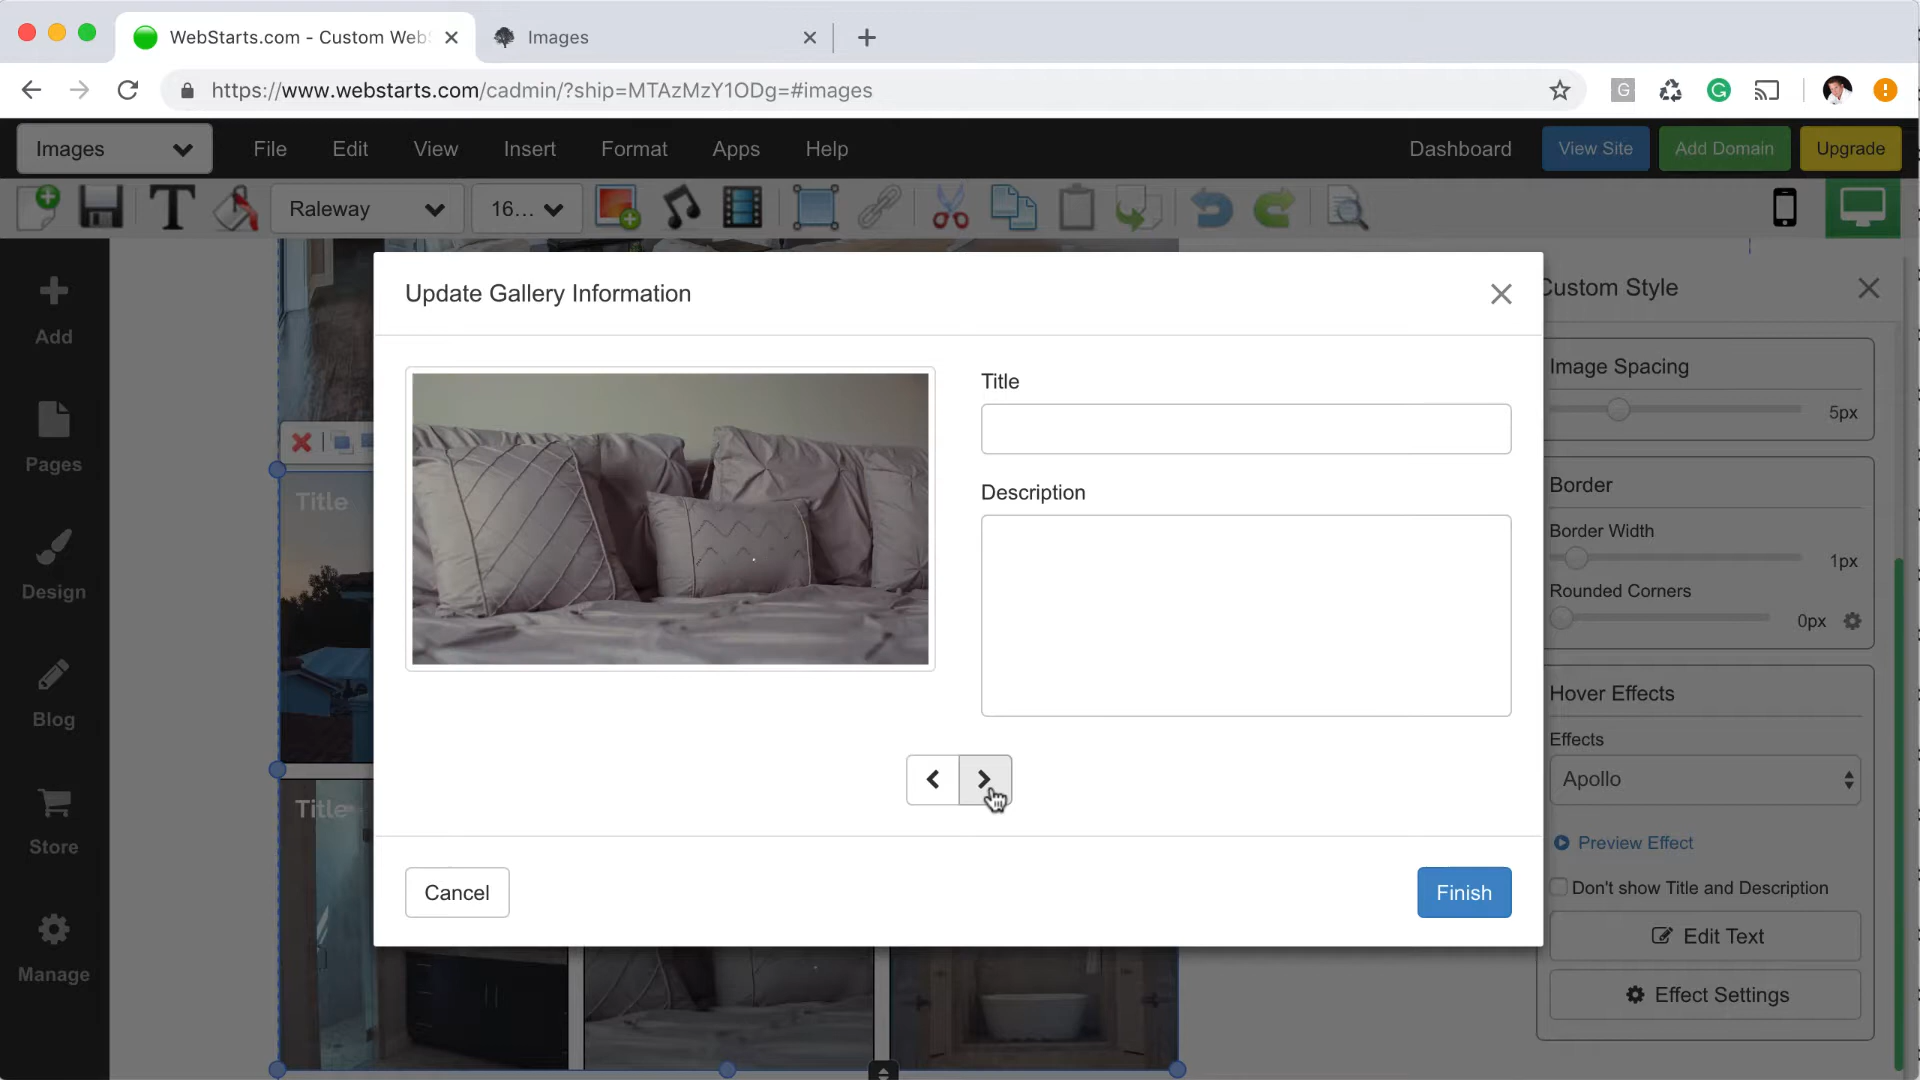 WebStarts.com - Custom Web
Images
https://www.webstarts.com/cadmin/?ship=MTAzMzY1ODg=#images
Images
File
Edit
View
Insert
Format
Apps
Help
Dashboard
View Site
Add Domain
Upgrade
Raleway
16...
Add
Pages
Design
Blog
Store
Manage
Title
Title
Update Gallery Information
Title
Description
Cancel
Finish
Custom Style
Image Spacing
5px
Border
Border Width
1px
Rounded Corners
0px
Hover Effects
Effects
Apollo
Preview Effect
Don't show Title and Description
Edit Text
Effect Settings